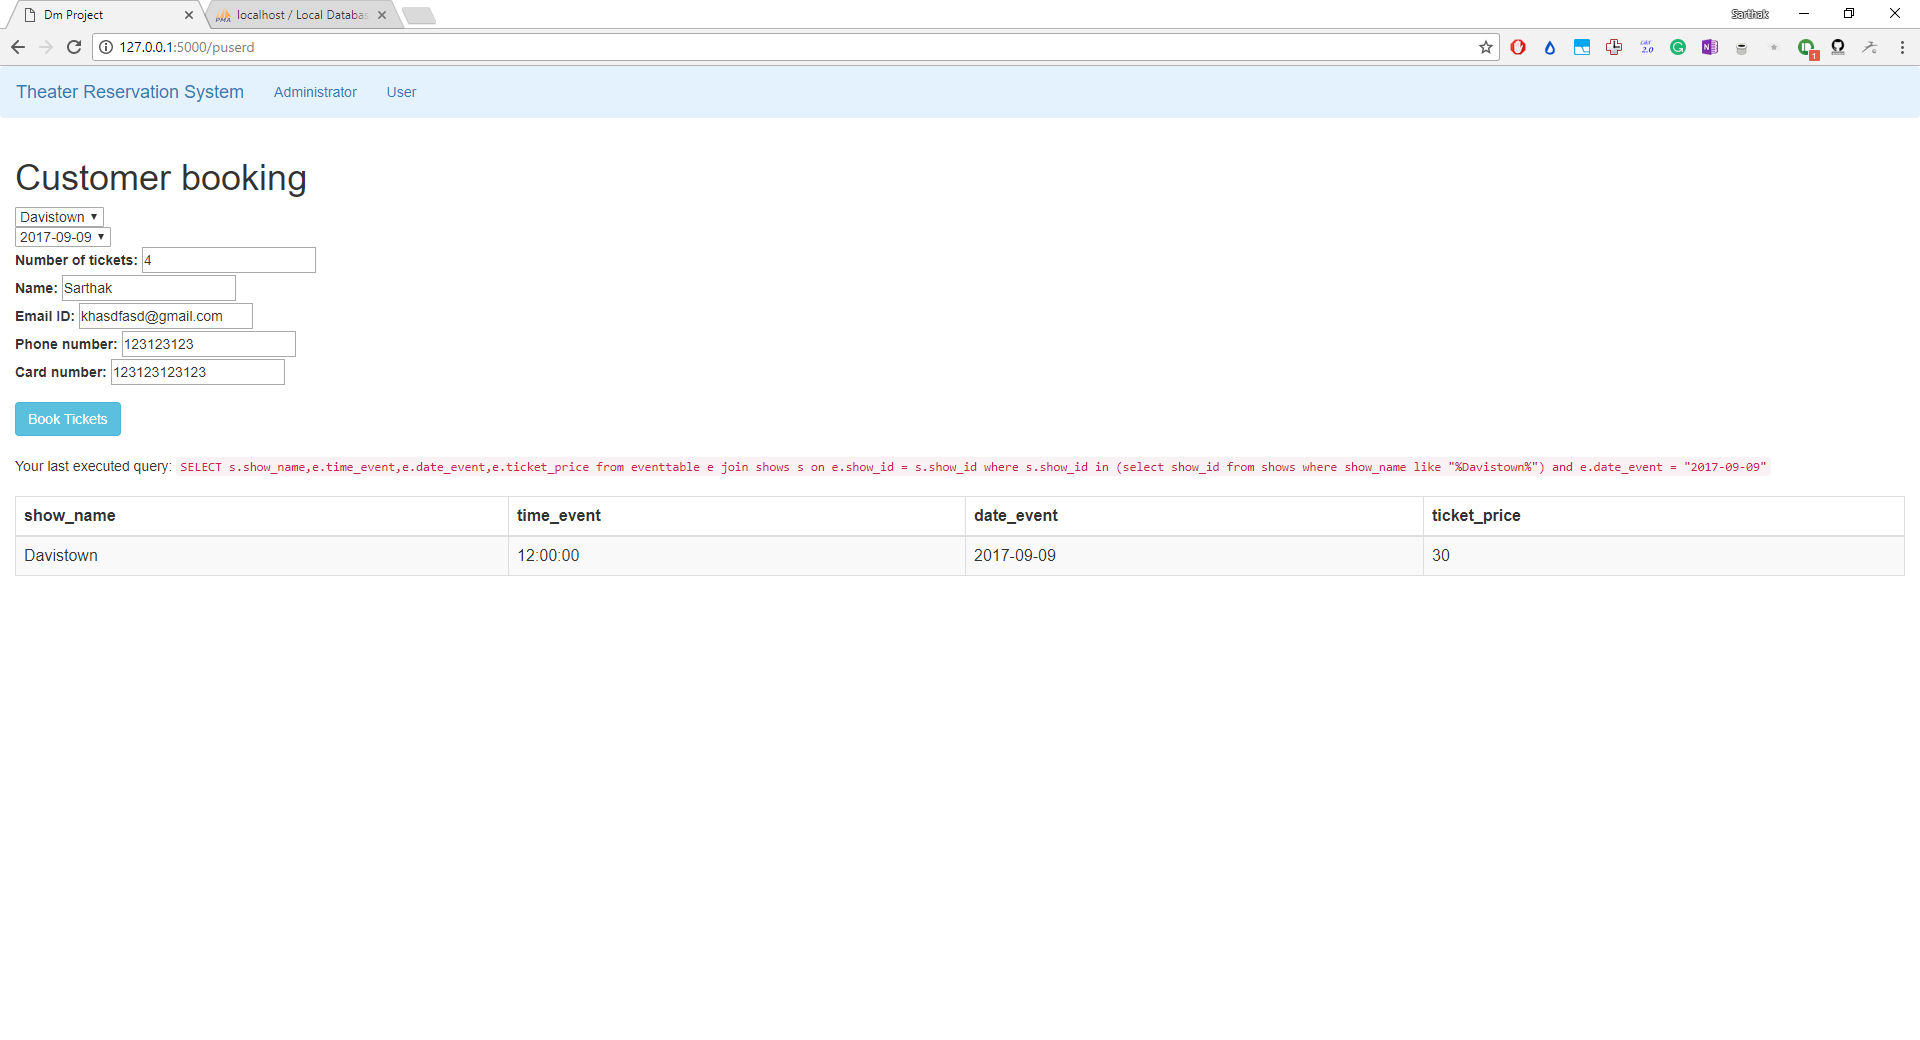 Dm Project
localhost / Local Databas
Sarthak
127.0.0.1:5000/puserd
Theater Reservation System Administrator User
Customer booking
Davistown
2017-09-09
Number of tickets: 4
Name: Sarthak
Email ID: khasdfasd@gmail.com
Phone number: 123123123
Card number: 123123123123
Book Tickets
Your last executed query: SELECT s.show_name,e.time_event,e.date_event,e.ticket_price from eventtable e join shows s on e.show_id = s.show_id where s.show_id in (select show_id from shows where show_name like "%Davistown%") and e.date_event = "2017-09-09"
show_name time_event date_event ticket_price
Davistown 12:00:00 2017-09-09 30